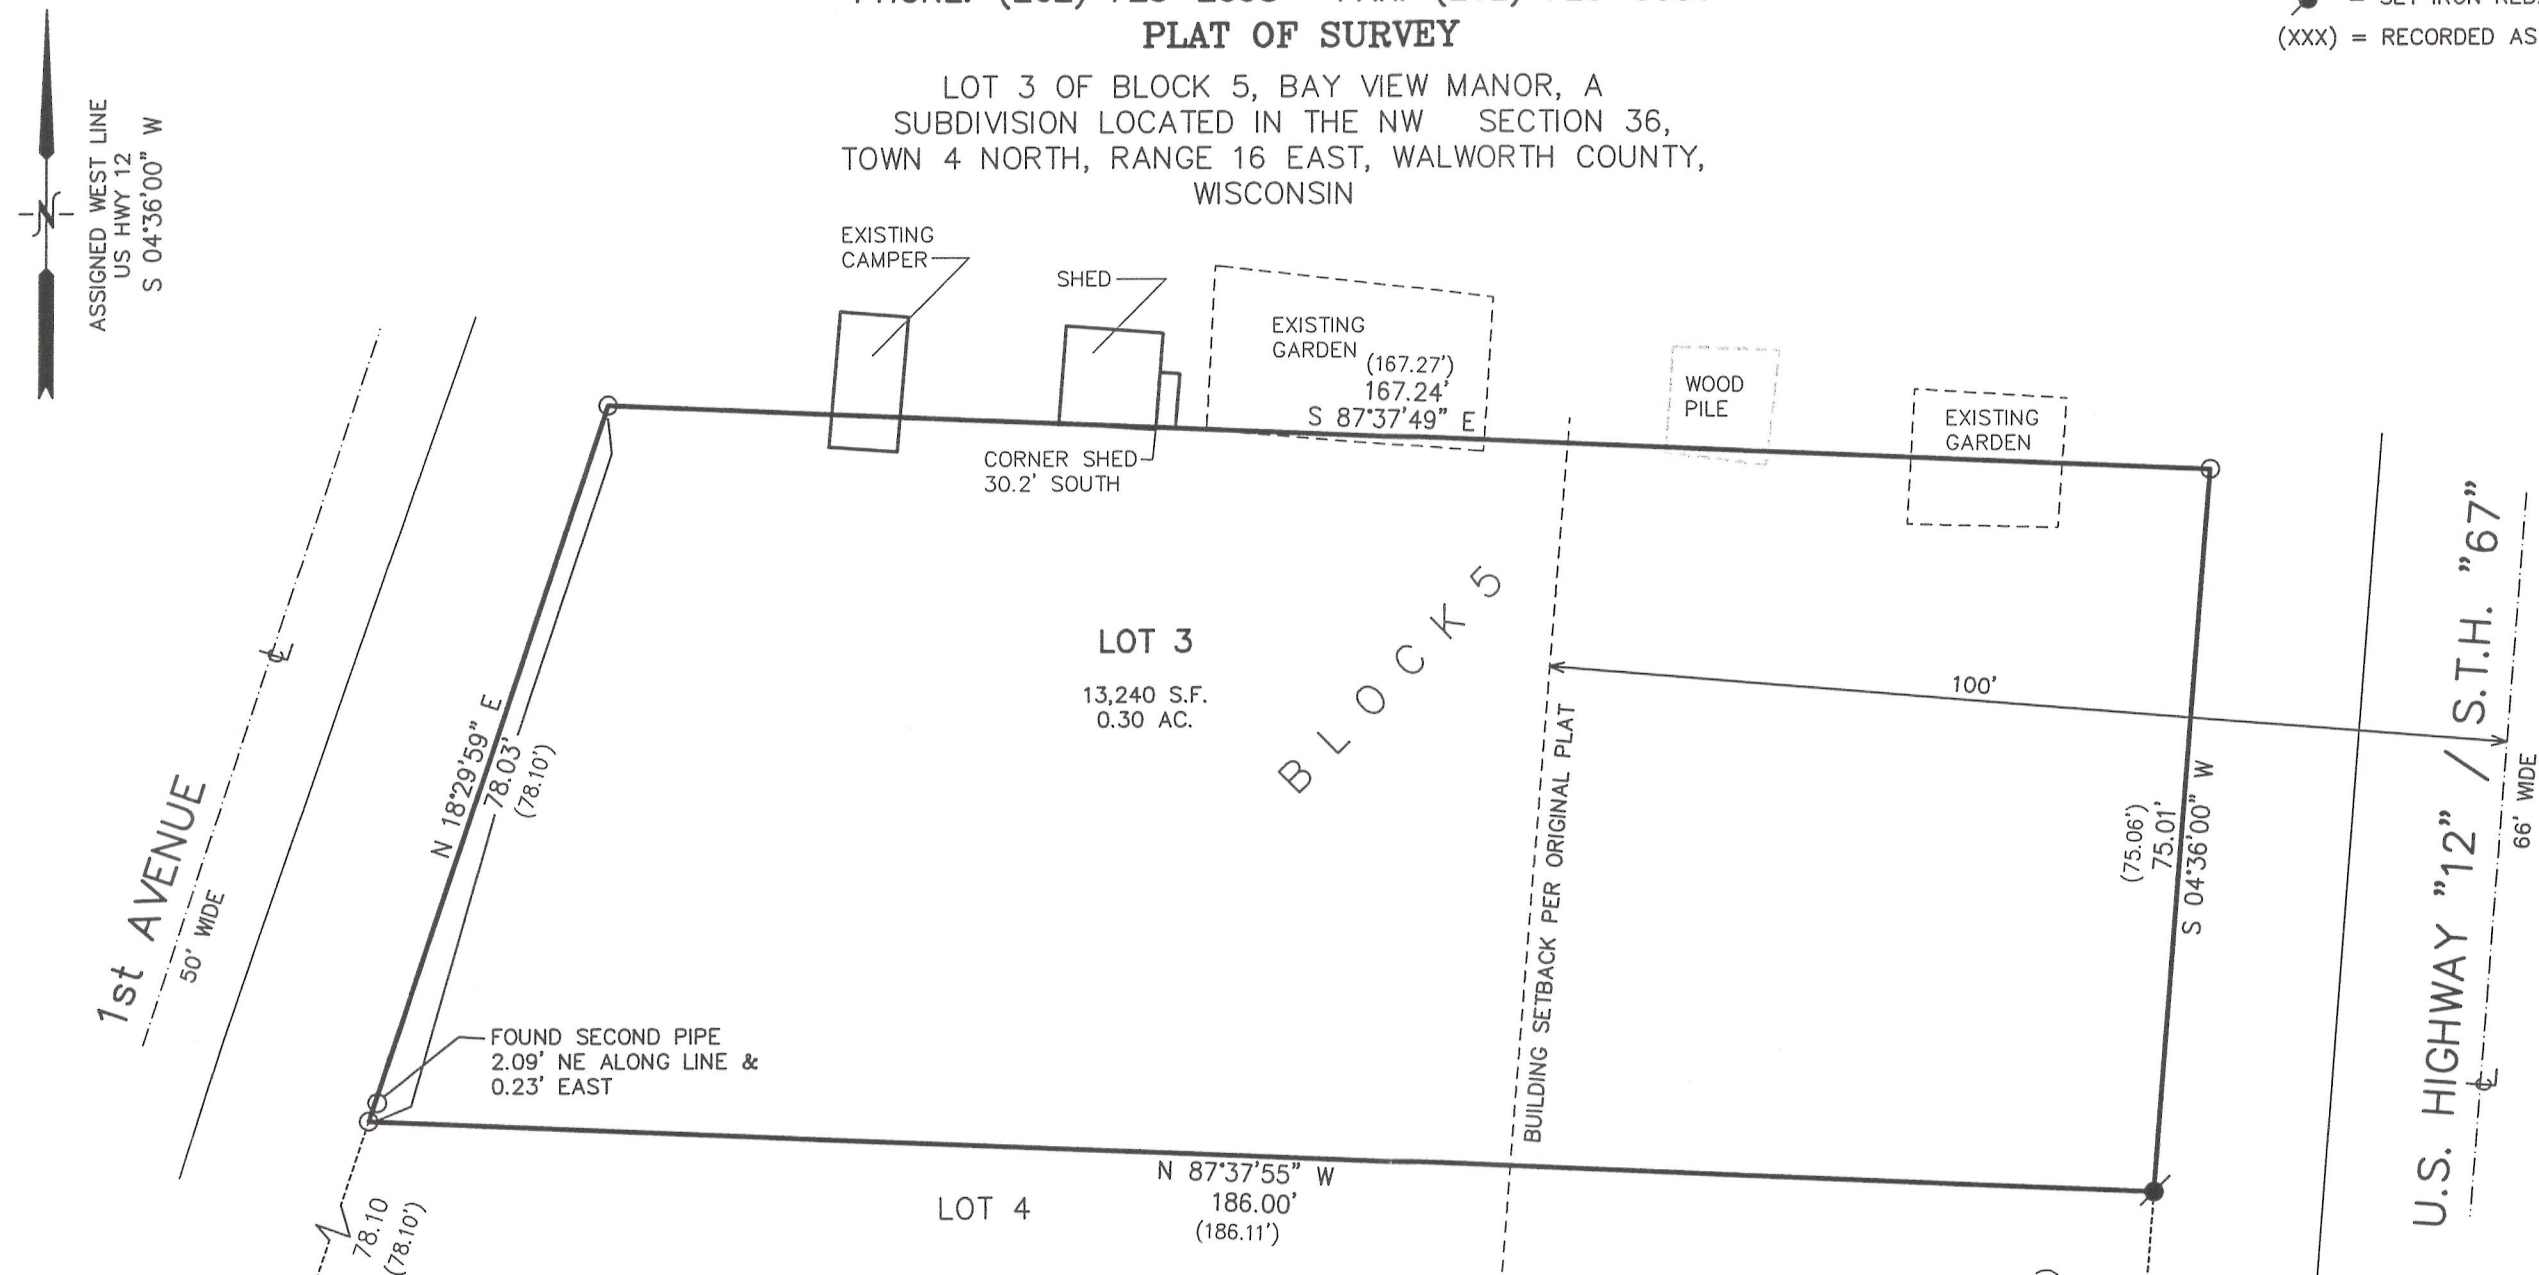 PLAT OF SURVEY
LOT 3 OF BLOCK 5, BAY VIEW MANOR, A
SUBDIVISION LOCATED IN THE NW SECTION 36,
TOWN 4 NORTH, RANGE 16 EAST, WALWORTH COUNTY,
WISCONSIN
(XXX) = RECORDED AS
N
ASSIGNED WEST LINE
US HWY 12
S 04°36'00" W
EXISTING
CAMPER
SHED
EXISTING
GARDEN
(167.27')
167.24'
S 87°37'49" E
WOOD
PILE
EXISTING
GARDEN
CORNER SHED
30.2' SOUTH
LOT 3
13,240 S.F.
0.30 AC.
BLOCK 5
100'
BUILDING SETBACK PER ORIGINAL PLAT
N 18°29'59" E
78.03'
(78.10')
1st AVENUE
50' WIDE
(75.06')
75.01'
S 04°36'00" W
U.S. HIGHWAY "12" / S.T.H. "67"
66' WIDE
FOUND SECOND PIPE
2.09' NE ALONG LINE &
0.23' EAST
N 87°37'55" W
186.00'
(186.11')
LOT 4
78.10
(78.10')